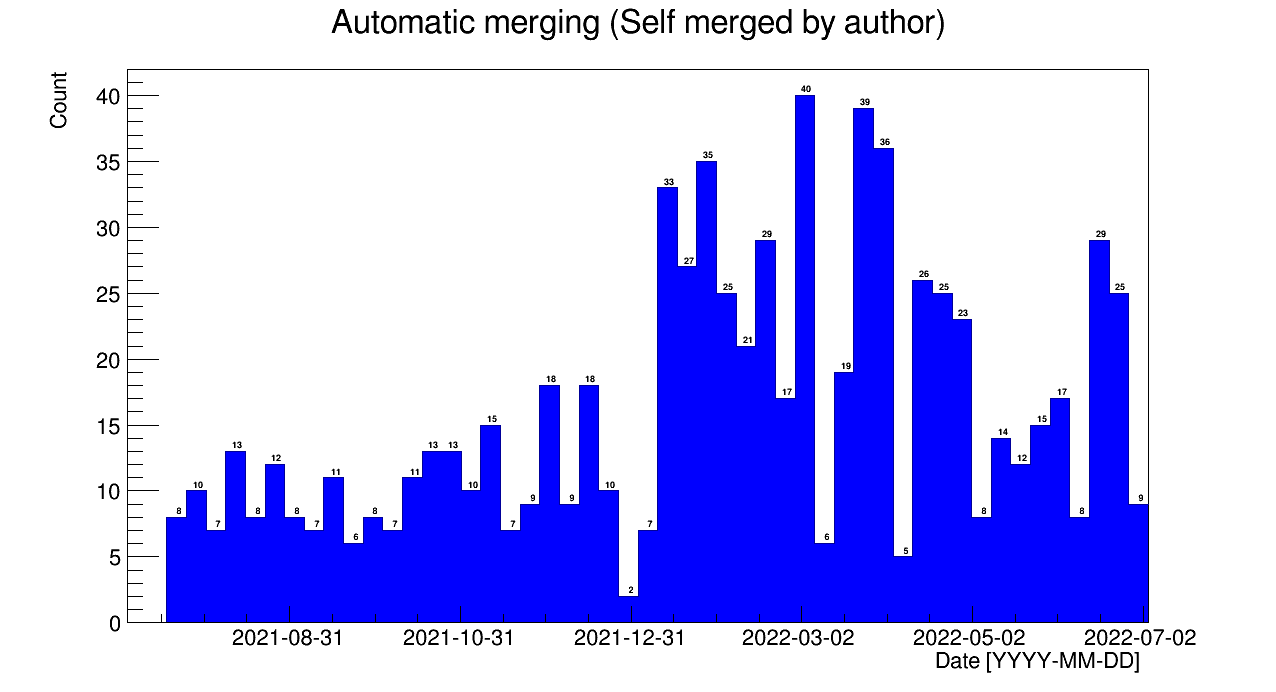 Automatic merging (Self merged by author)
Count
40
35
30
25
20
15
10
5
0
8 10 7 13 8 12 8 7 11 6 8 7 11 13 13 10 15 7 9 18 9 18 10 2 7 33 27 35 25 21 29 17 40 6 19 39 36 5 26 25 23 8 14 12 15 17 8 29 25 9
2021-08-31 2021-10-31 2021-12-31 2022-03-02 2022-05-02 2022-07-02
Date [YYYY-MM-DD]